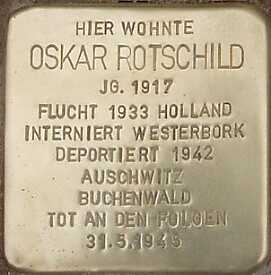 HIER WOHNTE
OSKAR ROTSCHILD
JG. 1917
FLUCHT 1933 HOLLAND
INTERNIERT WESTERBORK
DEPORTIERT 1942
AUSCHWITZ
BUCHENWALD
TOT AN DEN FOLGEN
31.5.1945